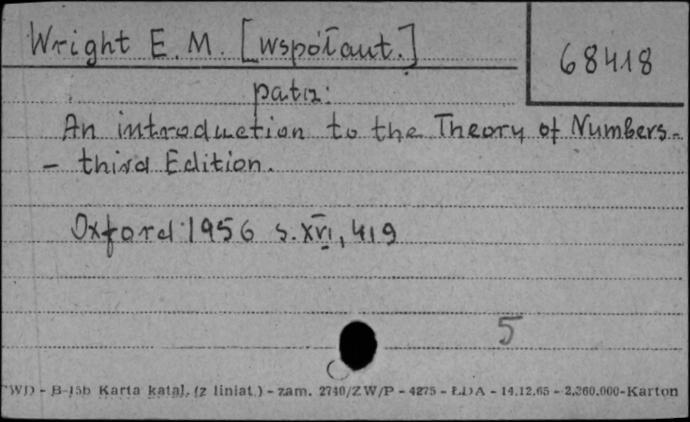 Wright E. M. [współaut.]
68418
patrz:
An introduction to the Theory of Numbers -
- third Edition.
Oxford 1956 s. XVI, 419
5
WD - B-15b Karta katal. (z liniat.) - zam. 2740/ZW/P - 4275 - ŁDA - 14.12.65 - 2.360.000 - Karton